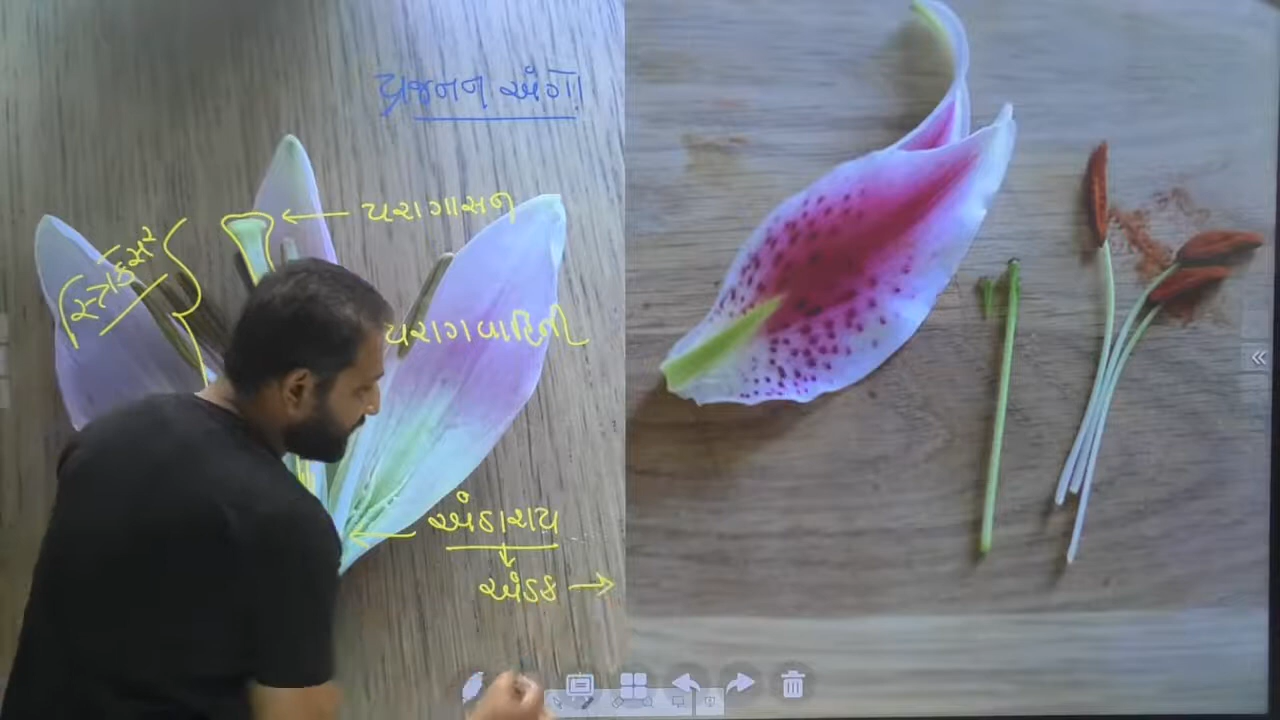 પ્રજનન અંગો
પરાગાસન
(સ્ત્રીકેસર)
પરાગવાહિની
અંડાશય
અંડક →